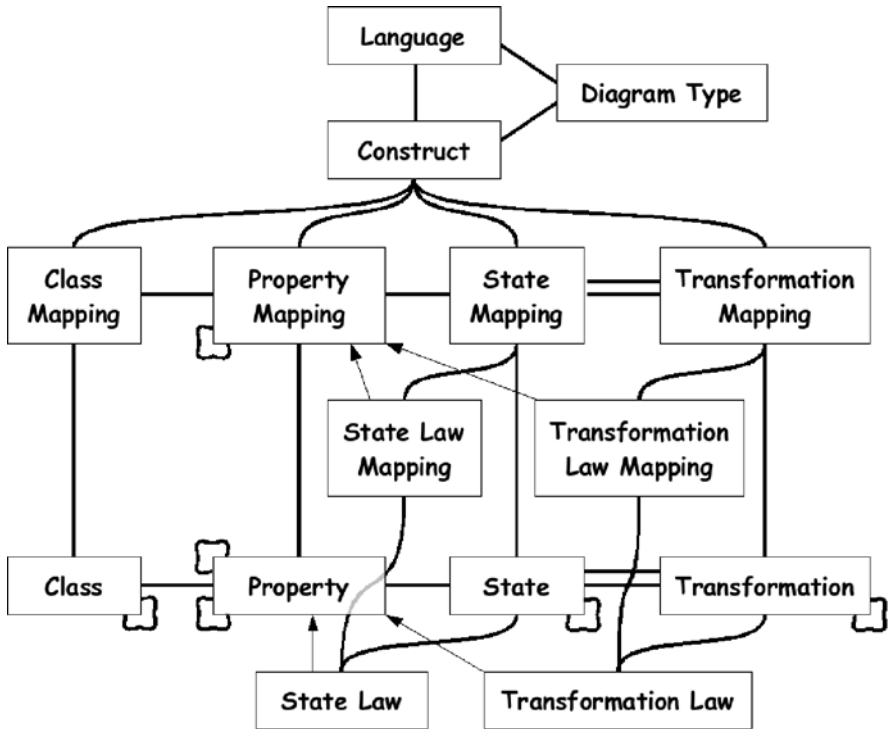 Language
Diagram Type
Construct
Class
Mapping
Property
Mapping
State
Mapping
Transformation
Mapping
State Law
Mapping
Transformation
Law Mapping
Class
Property
State
Transformation
State Law
Transformation Law